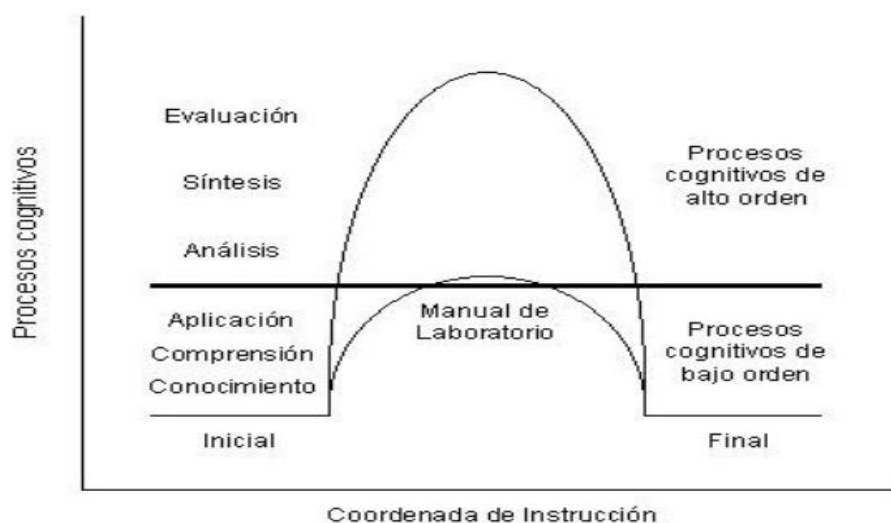 Procesos cognitivos
Evaluación
Síntesis
Análisis
Aplicación
Comprensión
Conocimiento
Manual de
Laboratorio
Procesos
cognitivos de
alto orden
Procesos
cognitivos de
bajo orden
Inicial
Final
Coordenada de Instrucción